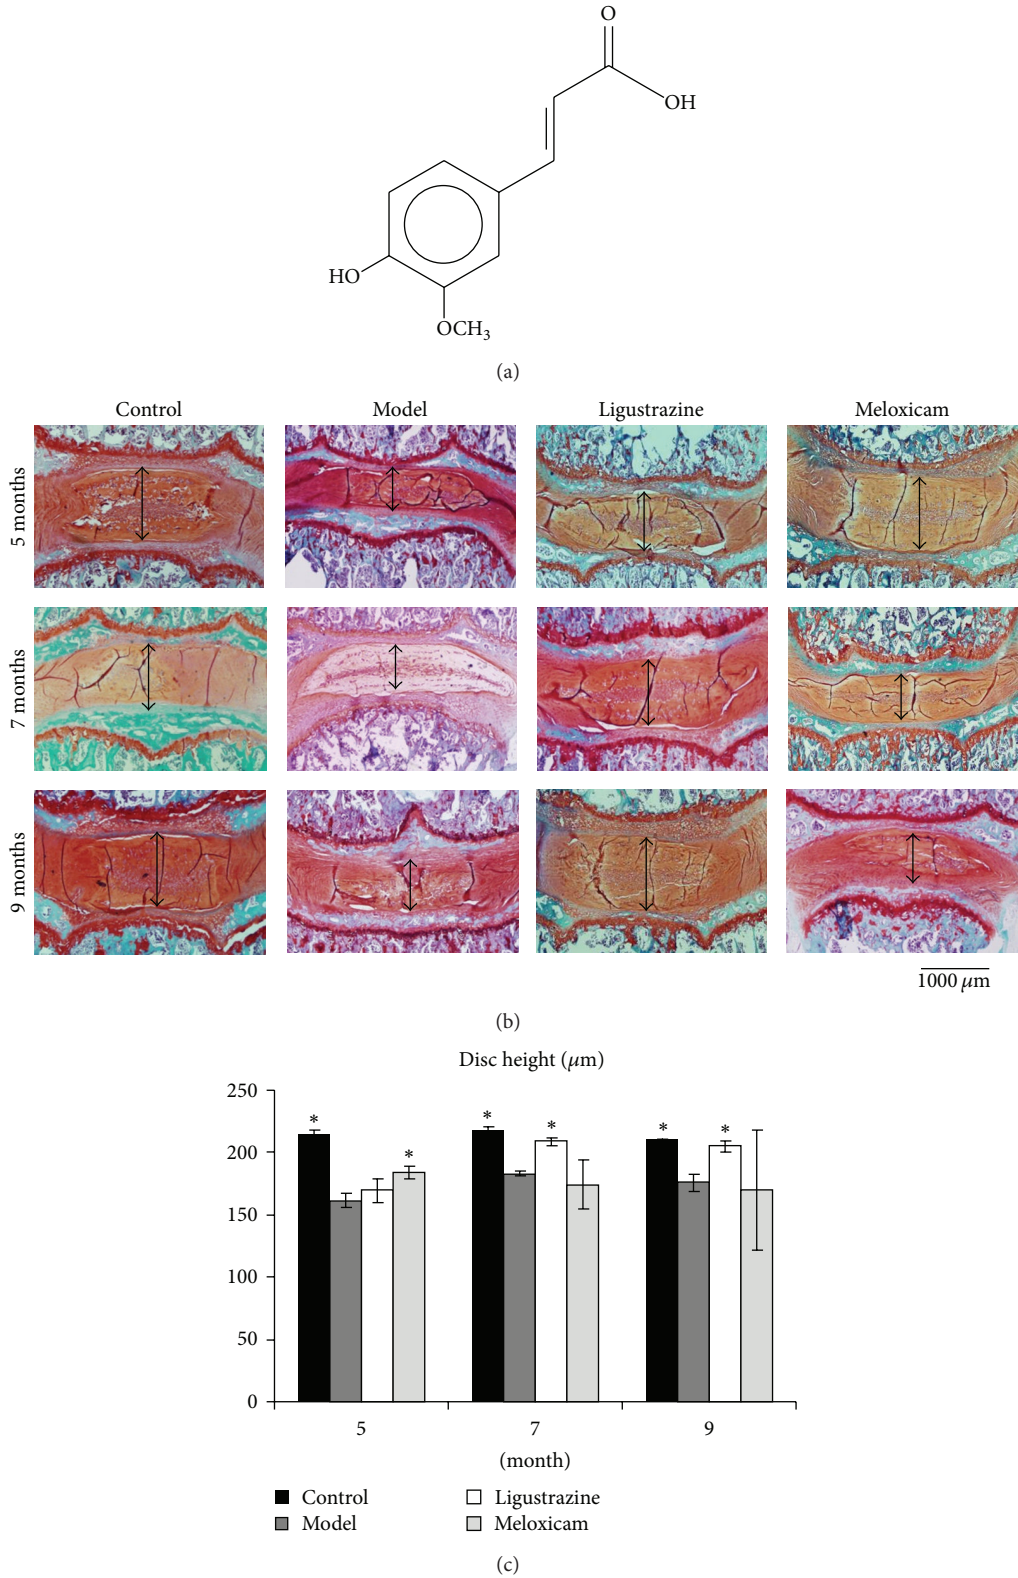 O
OH
HO
OCH₃
(a)
Control Model Ligustrazine Meloxicam
5 months
7 months
9 months
1000 μm
(b)
Disc height (μm)
250
200
150
100
50
0
* * * * * *
5 7 9
(month)
Control Ligustrazine
Model Meloxicam
(c)